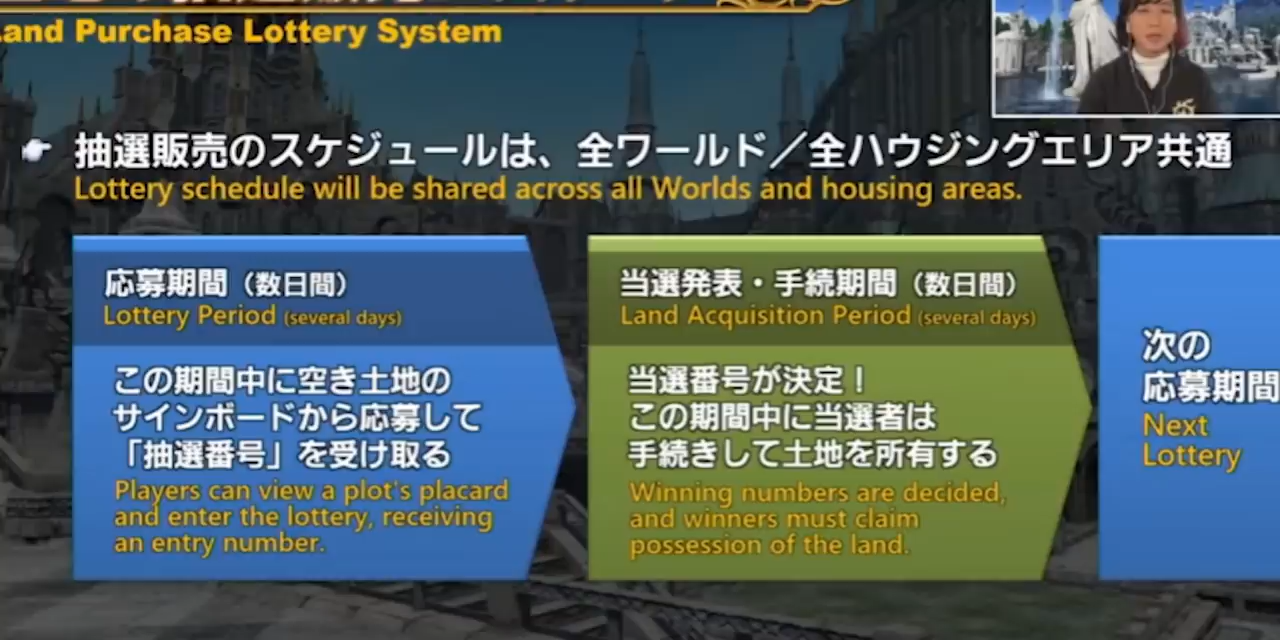 Land Purchase Lottery System
抽選販売のスケジュールは、全ワールド／全ハウジングエリア共通
Lottery schedule will be shared across all Worlds and housing areas.
応募期間（数日間）
Lottery Period (several days)
この期間中に空き土地の
サインボードから応募して
「抽選番号」を受け取る
Players can view a plot's placard
and enter the lottery, receiving
an entry number.
当選発表・手続期間（数日間）
Land Acquisition Period (several days)
当選番号が決定！
この期間中に当選者は
手続きして土地を所有する
Winning numbers are decided,
and winners must claim
possession of the land.
次の
応募期間
Next
Lottery